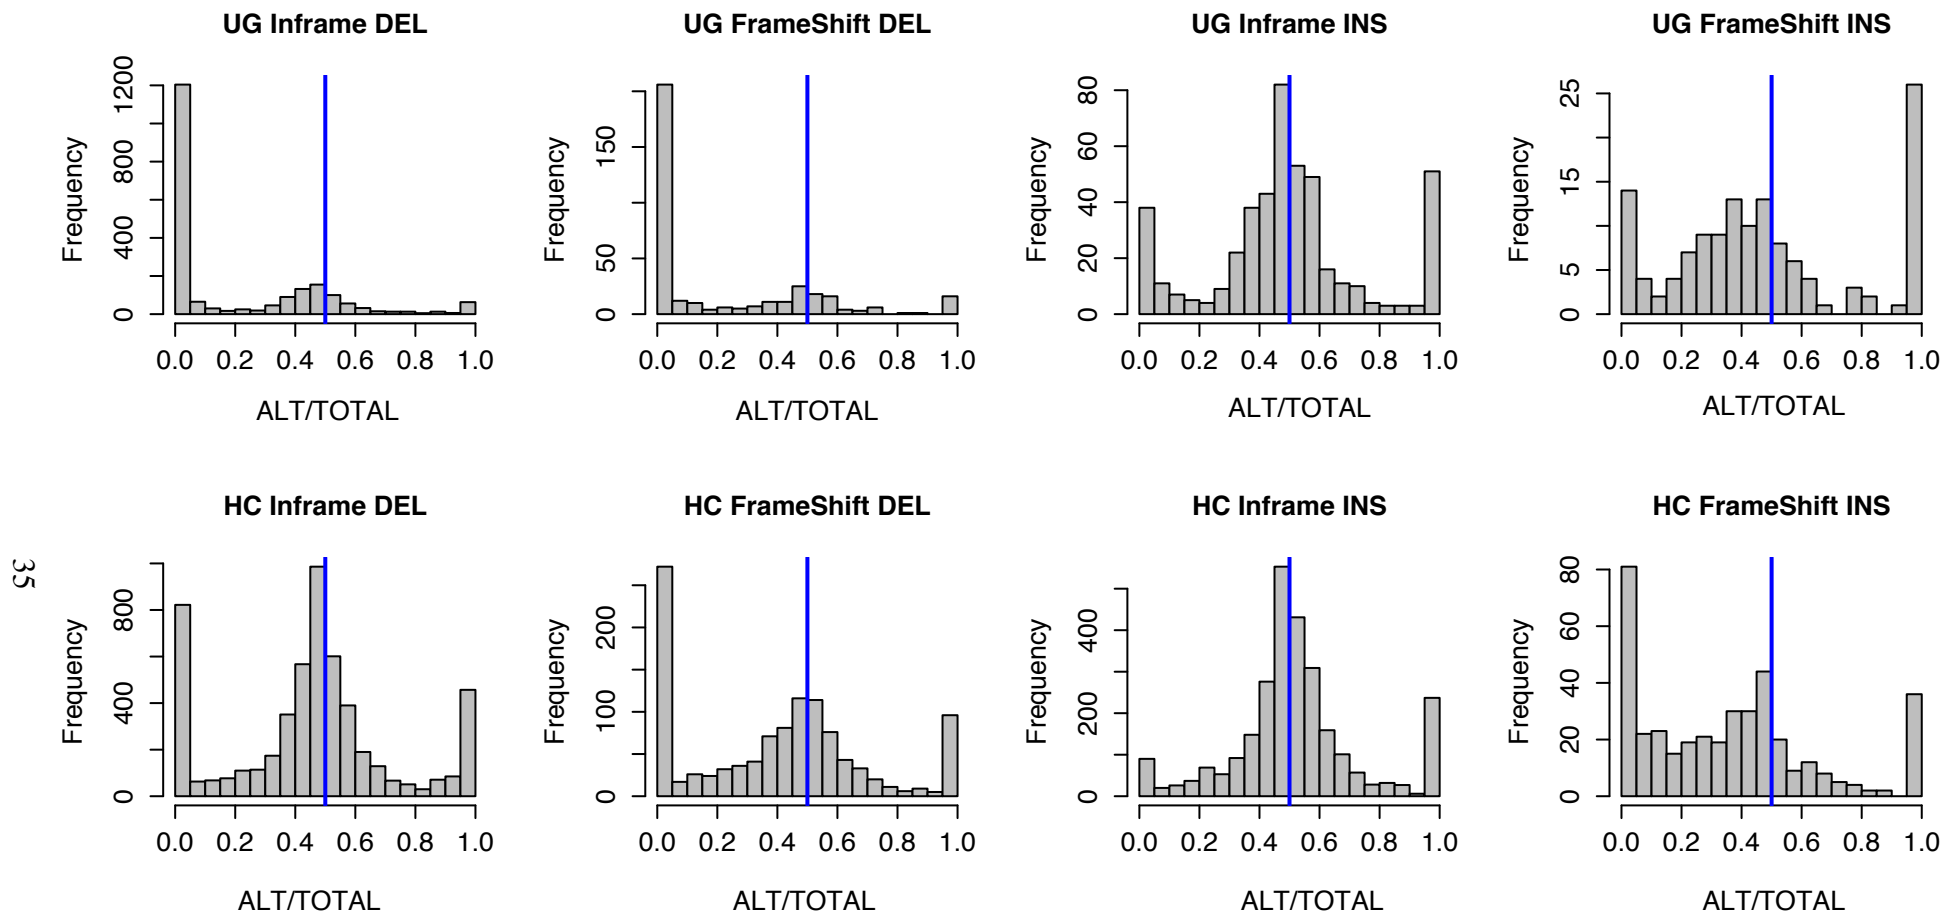 UG Inframe DEL
Frequency
0 400 800 1200
0.0 0.2 0.4 0.6 0.8 1.0
ALT/TOTAL
UG FrameShift DEL
Frequency
0 50 150
0.0 0.2 0.4 0.6 0.8 1.0
ALT/TOTAL
UG Inframe INS
Frequency
0 20 40 60 80
0.0 0.2 0.4 0.6 0.8 1.0
ALT/TOTAL
UG FrameShift INS
Frequency
0 5 15 25
0.0 0.2 0.4 0.6 0.8 1.0
ALT/TOTAL
HC Inframe DEL
Frequency
0 400 800
0.0 0.2 0.4 0.6 0.8 1.0
ALT/TOTAL
HC FrameShift DEL
Frequency
0 100 200
0.0 0.2 0.4 0.6 0.8 1.0
ALT/TOTAL
HC Inframe INS
Frequency
0 200 400
0.0 0.2 0.4 0.6 0.8 1.0
ALT/TOTAL
HC FrameShift INS
Frequency
0 20 40 60 80
0.0 0.2 0.4 0.6 0.8 1.0
ALT/TOTAL
35